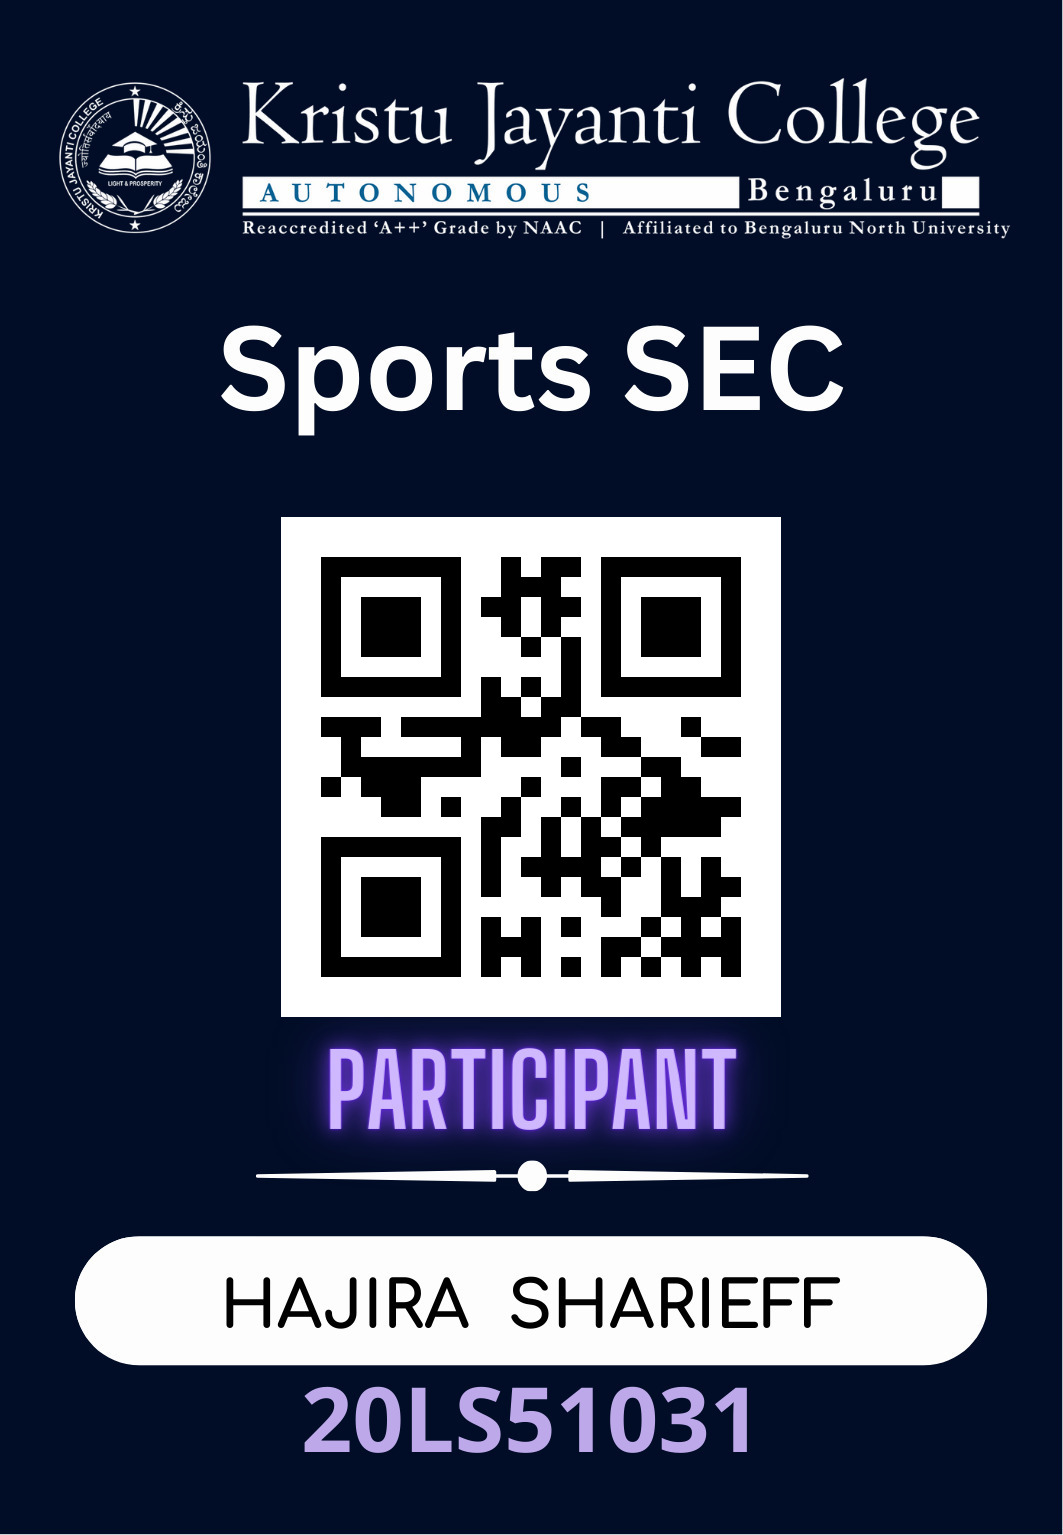 Kristu Jayanti College
AUTONOMOUS Bengaluru
Reaccredited ‘A++’ Grade by NAAC | Affiliated to Bengaluru North University
KRISTU JAYANTI COLLEGE
LIGHT & PROSPERITY
Sports SEC
PARTICIPANT
HAJIRA SHARIEFF
20LS51031